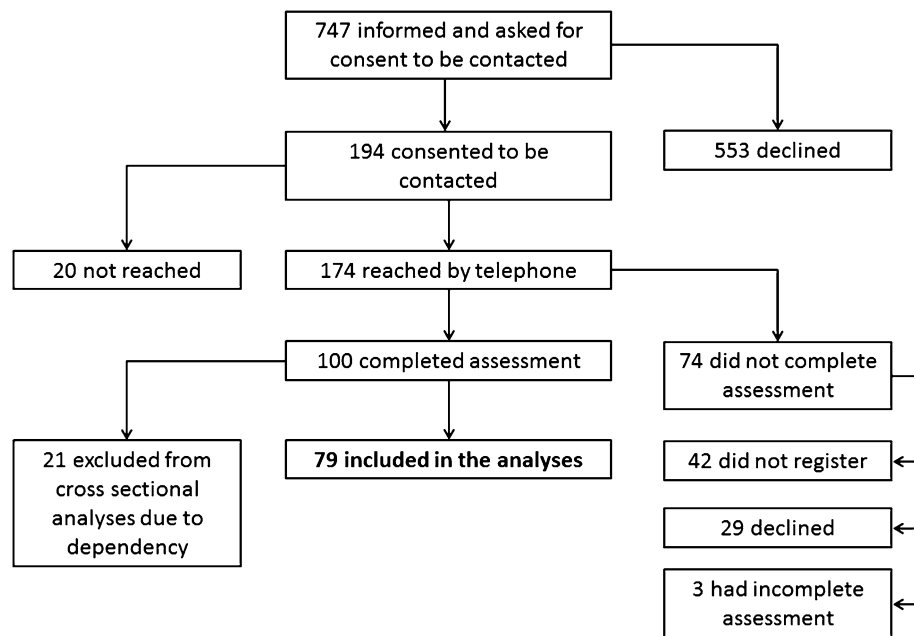 747 informed and asked for
consent to be contacted
194 consented to be
contacted
553 declined
20 not reached
174 reached by telephone
100 completed assessment
74 did not complete
assessment
21 excluded from
cross sectional
analyses due to
dependency
79 included in the analyses
42 did not register
29 declined
3 had incomplete
assessment